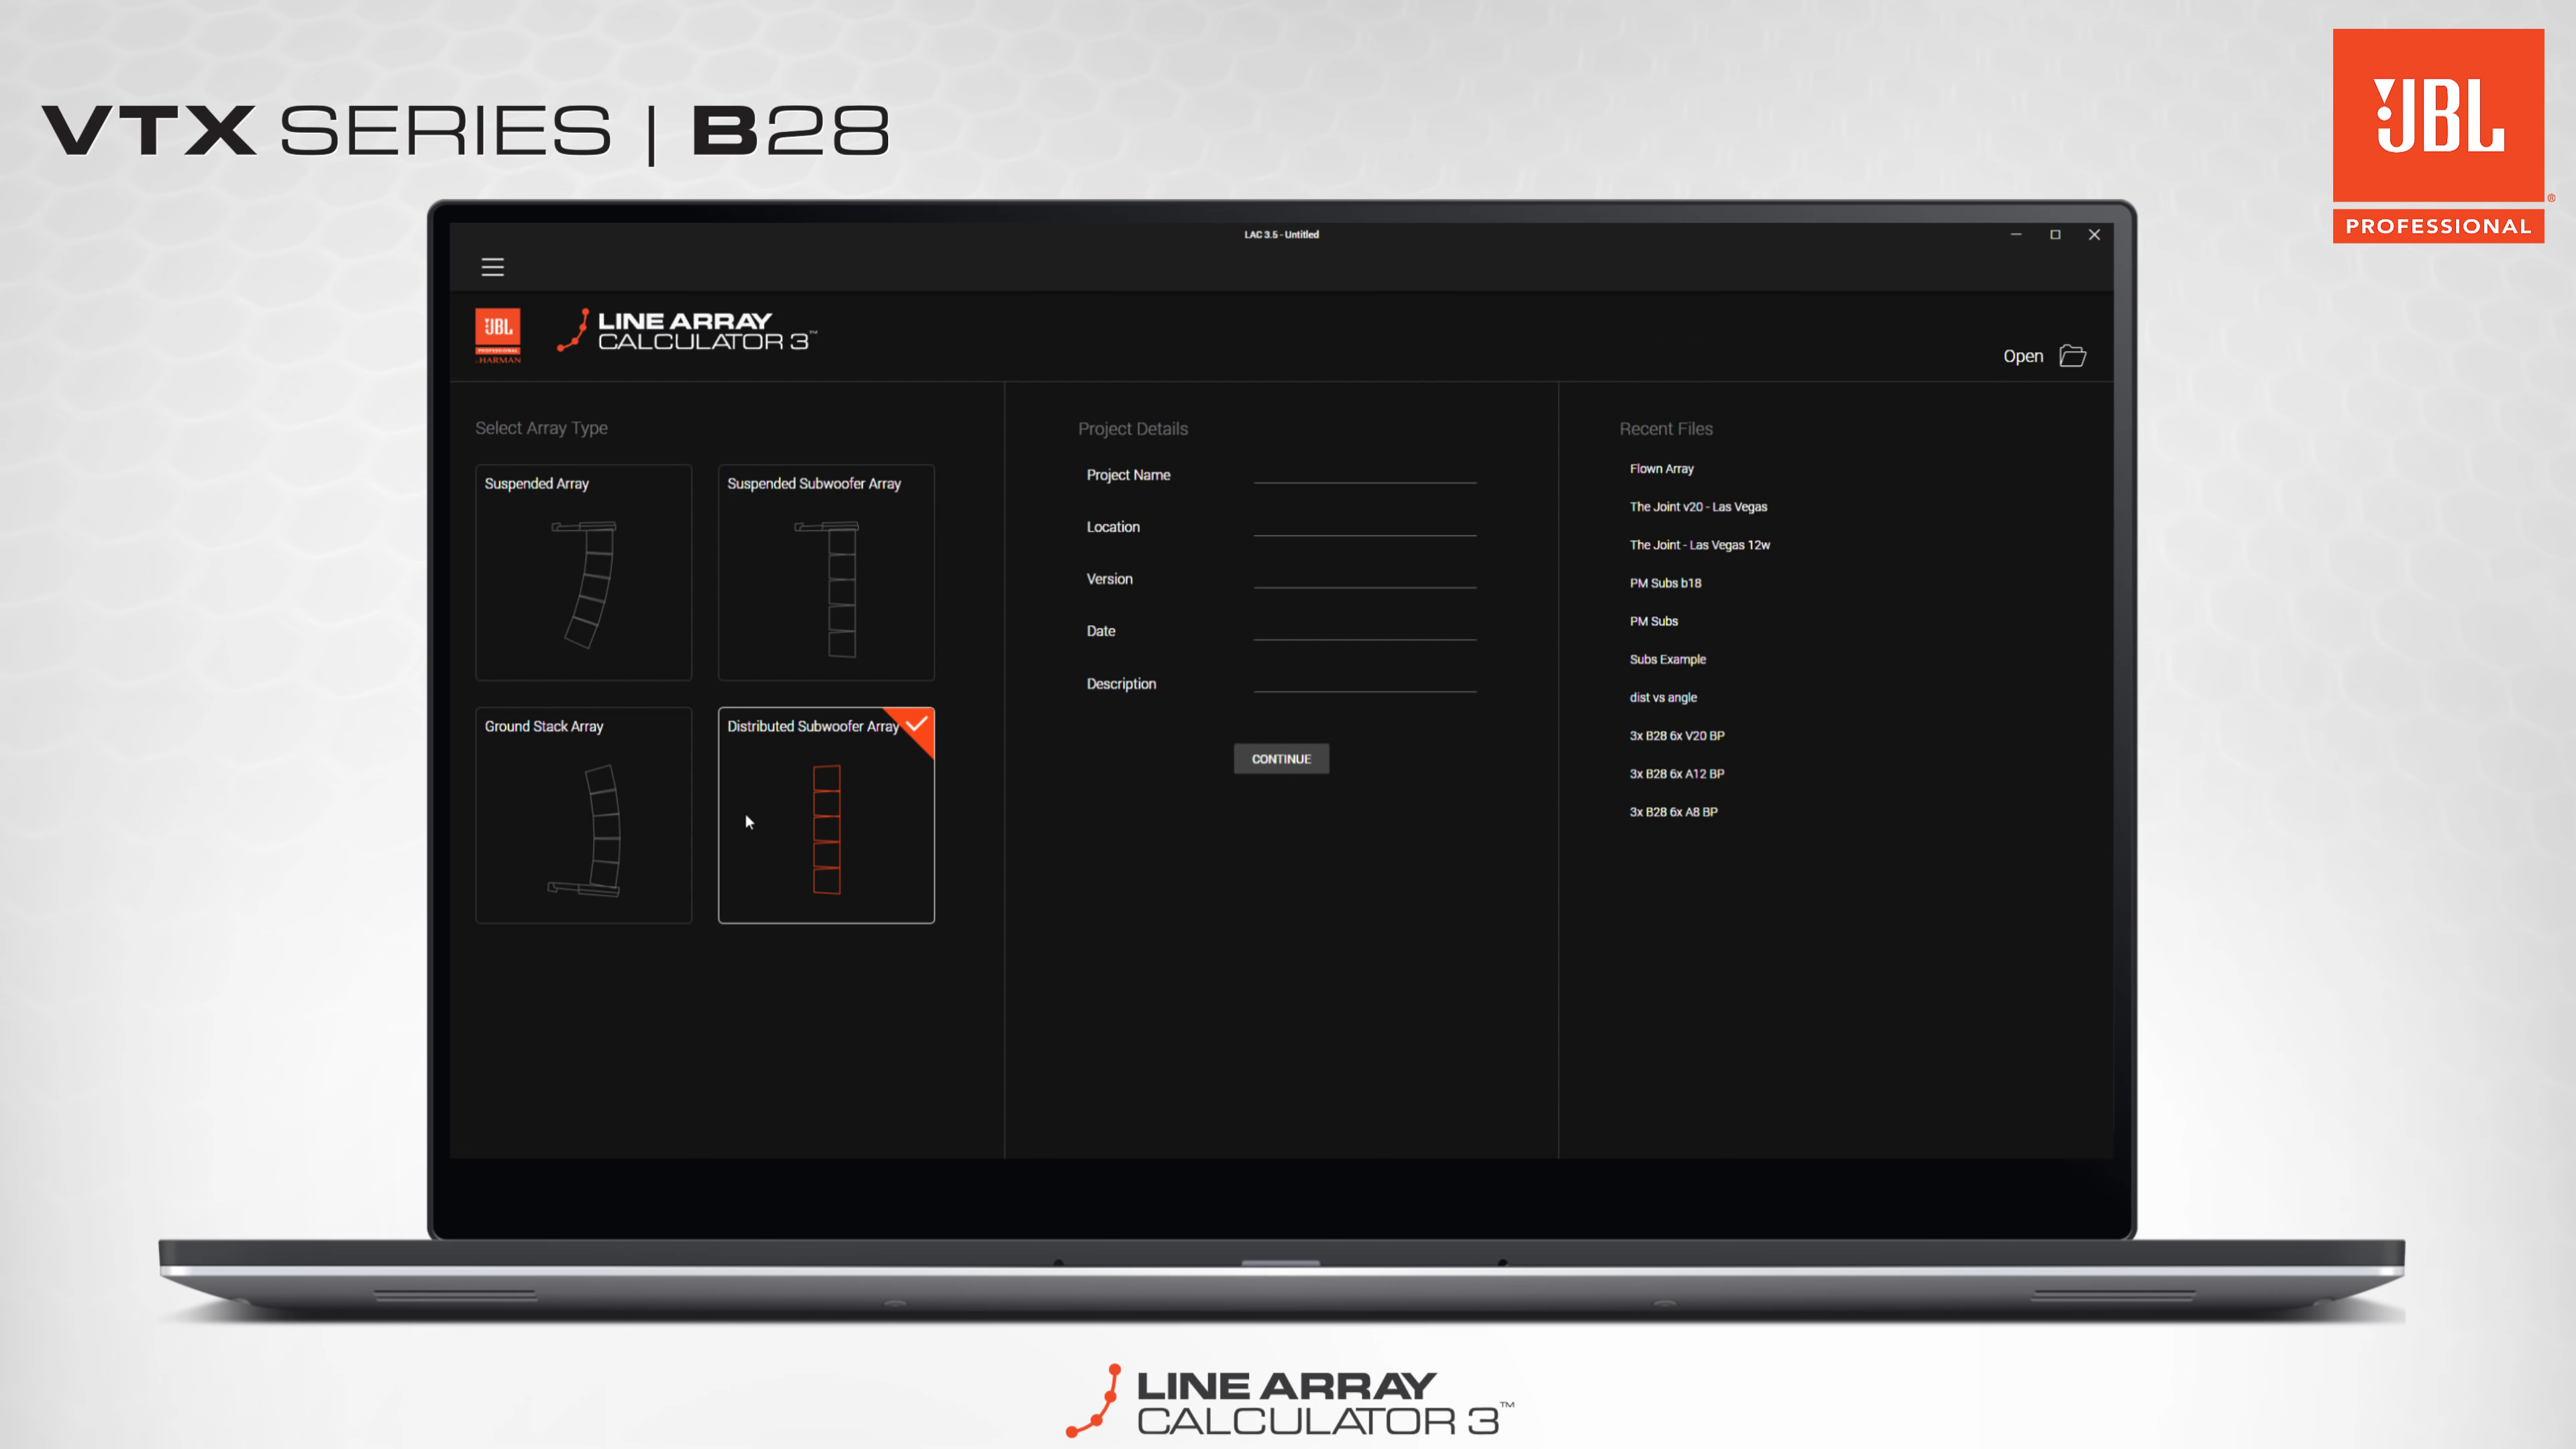 VTX SERIES | B28
JBL
®
PROFESSIONAL
LAC 3.5 - Untitled
JBL
PROFESSIONAL
HARMAN
LINE ARRAY
CALCULATOR 3™
Open
Select Array Type
Suspended Array
Suspended Subwoofer Array
Ground Stack Array
Distributed Subwoofer Array
Project Details
Project Name
Location
Version
Date
Description
CONTINUE
Recent Files
Flown Array
The Joint v20 - Las Vegas
The Joint - Las Vegas 12w
PM Subs b18
PM Subs
Subs Example
dist vs angle
3x B28 6x V20 BP
3x B28 6x A12 BP
3x B28 6x A8 BP
LINE ARRAY
CALCULATOR 3™